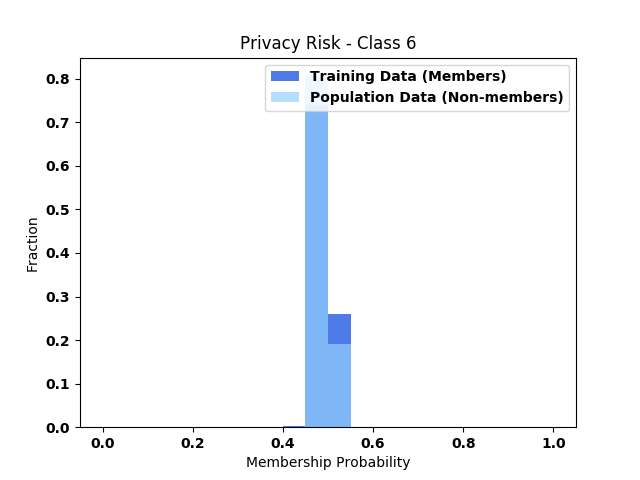 Privacy Risk - Class 6
Training Data (Members)
Population Data (Non-members)
0.8
0.7
0.6
0.5
0.4
0.3
0.2
0.1
0.0
Fraction
0.0 0.2 0.4 0.6 0.8 1.0
Membership Probability